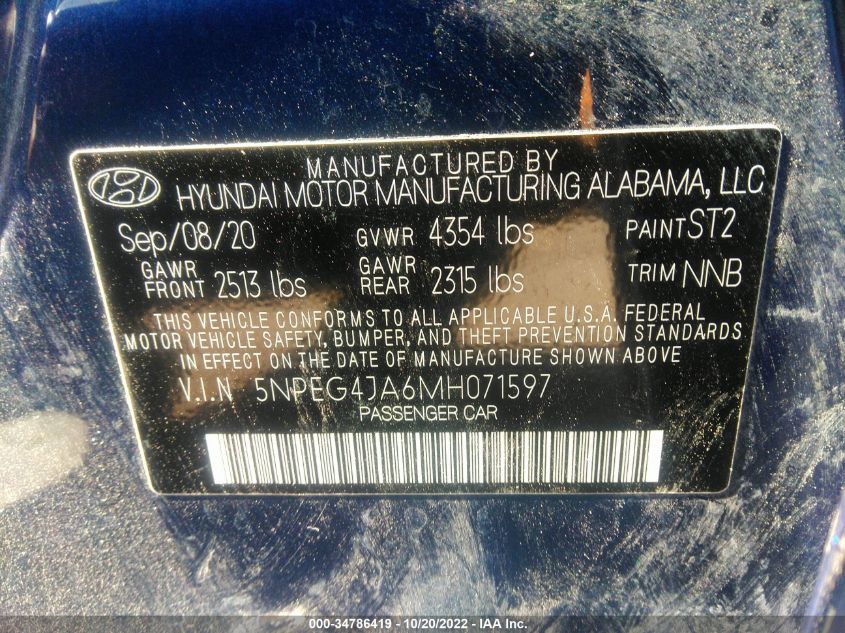 MANUFACTURED BY
HYUNDAI MOTOR MANUFACTURING ALABAMA, LLC
Sep/08/20 GVWR 4354 lbs PAINT ST2
GAWR FRONT 2513 lbs GAWR REAR 2315 lbs TRIM NNB
THIS VEHICLE CONFORMS TO ALL APPLICABLE U.S.A. FEDERAL
MOTOR VEHICLE SAFETY, BUMPER, AND THEFT PREVENTION STANDARDS
IN EFFECT ON THE DATE OF MANUFACTURE SHOWN ABOVE.
V.I.N 5NPEG4JA6MH071597
PASSENGER CAR
000-34786419 - 10/20/2022 - IAA Inc.